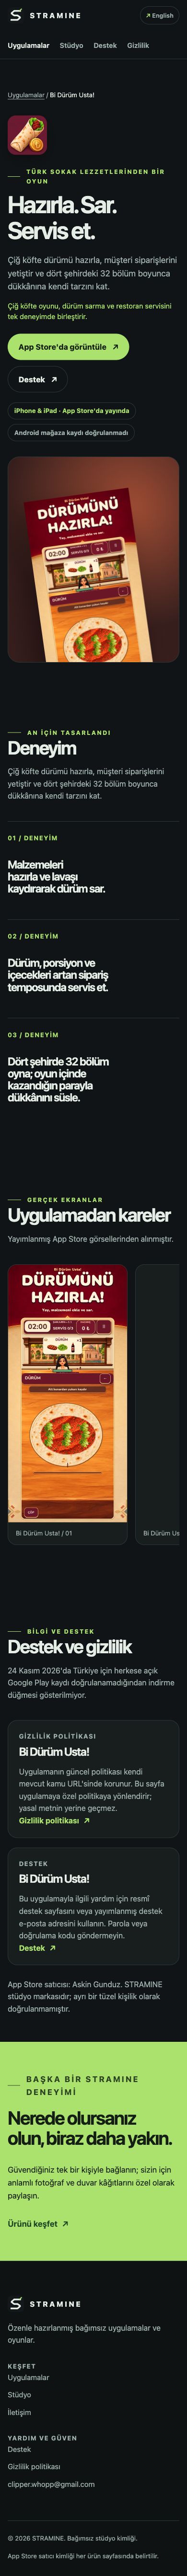 STRAMINE
↗ English
Uygulamalar Stüdyo Destek Gizlilik
Uygulamalar / Bi Dürüm Usta!
TÜRK SOKAK LEZZETLERİNDEN BİR
OYUN
Hazırla. Sar.
Servis et.
Çiğ köfte dürümü hazırla, müşteri siparişlerini
yetiştir ve dört şehirdeki 32 bölüm boyunca
dükkânına kendi tarzını kat.
Çiğ köfte oyunu, dürüm sarma ve restoran servisini
tek deneyimde birleştirir.
App Store'da görüntüle ↗
Destek ↗
iPhone & iPad · App Store'da yayında
Android mağaza kaydı doğrulanmadı
DÜRÜMÜNÜ
HAZIRLA!
02:00
AN İÇİN TASARLANDI
Deneyim
Çiğ köfte dürümü hazırla, müşteri siparişlerini
yetiştir ve dört şehirdeki 32 bölüm boyunca
dükkânına kendi tarzını kat.
01 / DENEYİM
Malzemeleri
hazırla ve lavaşı
kaydırarak dürüm sar.
02 / DENEYİM
Dürüm, porsiyon ve
içecekleri artan sipariş
temposunda servis et.
03 / DENEYİM
Dört şehirde 32 bölüm
oyna; oyun içinde
kazandığın parayla
dükkânını süsle.
GERÇEK EKRANLAR
Uygulamadan kareler
Yayımlanmış App Store görsellerinden alınmıştır.
Bi Dürüm Usta!
DÜRÜMÜNÜ
HAZIRLA!
02:00
DÜRÜM
Bi Dürüm Usta! / 01
Bi Dürüm Us
BİLGİ VE DESTEK
Destek ve gizlilik
24 Kasım 2026'da Türkiye için herkese açık
Google Play kaydı doğrulanamadığından indirme
düğmesi gösterilmiyor.
GİZLİLİK POLİTİKASI
Bi Dürüm Usta!
Uygulamanın güncel politikası kendi
mevcut kamu URL'sinde korunur. Bu sayfa
uygulamaya özel politikaya yönlendirir;
yasal metnin yerine geçmez.
Gizlilik politikası ↗
DESTEK
Bi Dürüm Usta!
Bu uygulamayla ilgili yardım için resmî
destek sayfasını veya yayımlanmış destek
e-posta adresini kullanın. Parola veya
doğrulama kodu göndermeyin.
Destek ↗
App Store satıcısı: Askin Gunduz. STRAMINE
stüdyo markasıdır; ayrı bir tüzel kişilik olarak
doğrulanmamıştır.
BAŞKA BİR STRAMINE
DENEYİMİ
Nerede olursanız
olun, biraz daha yakın.
Güvendiğiniz tek bir kişiyle bağlanın; sizin için
anlamlı fotoğraf ve duvar kâğıtlarını özel olarak
paylaşın.
Ürünü keşfet ↗
STRAMINE
Özenle hazırlanmış bağımsız uygulamalar ve
oyunlar.
KEŞFET
Uygulamalar
Stüdyo
İletişim
YARDIM VE GÜVEN
Destek
Gizlilik politikası
clipper.whopp@gmail.com
© 2026 STRAMINE. Bağımsız stüdyo kimliği.
App Store satıcı kimliği her ürün sayfasında belirtilir.